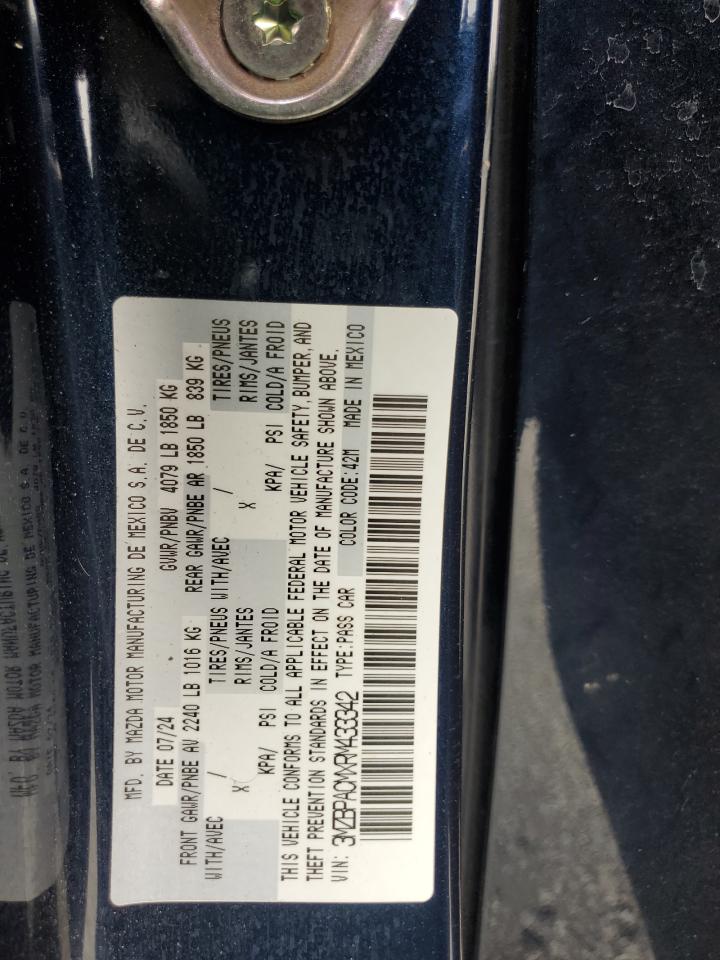 MFD. BY MAZDA MOTOR MANUFACTURING DE MEXICO S.A. DE C.V.
DATE 07/24 GVWR/PNBV 4079 LB 1850 KG
FRONT GAWR/PNBE AV 2240 LB 1016 KG REAR GAWR/PNBE AR 1850 LB 839 KG
WITH/AVEC / TIRES/PNEUS WITH/AVEC / TIRES/PNEUS
X RIMS/JANTES X RIMS/JANTES
KPA/ PSI COLD/A FROID KPA/ PSI COLD/A FROID
THIS VEHICLE CONFORMS TO ALL APPLICABLE FEDERAL MOTOR VEHICLE SAFETY, BUMPER, AND
THEFT PREVENTION STANDARDS IN EFFECT ON THE DATE OF MANUFACTURE SHOWN ABOVE.
VIN: 3MZBPACMXRM433342 TYPE:PASS CAR COLOR CODE:42M MADE IN MEXICO